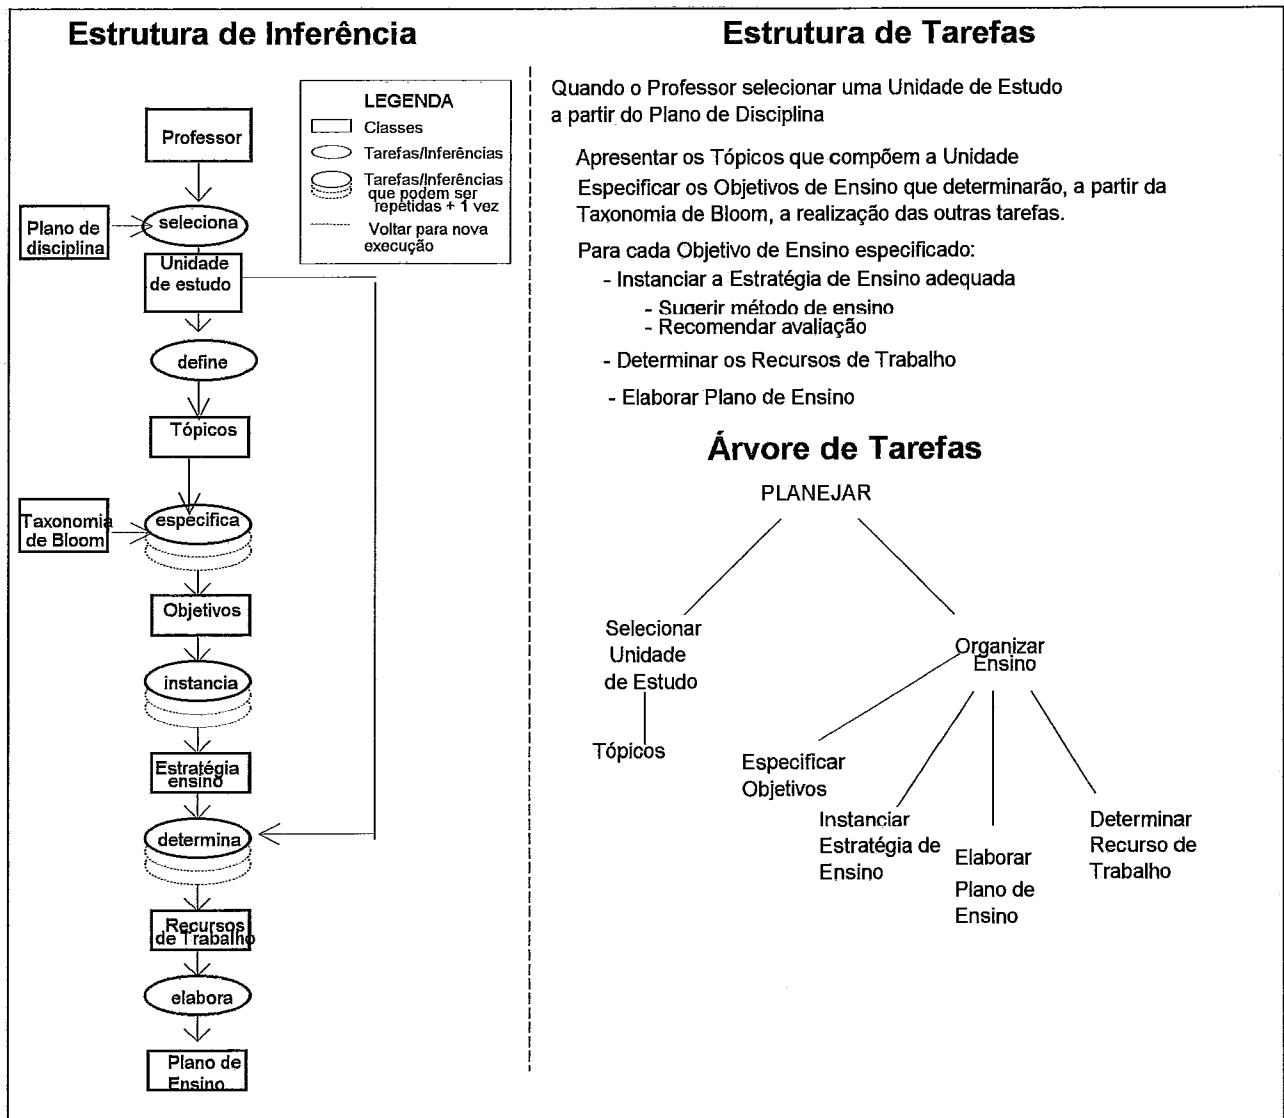 Estrutura de Inferência
LEGENDA
Classes
Tarefas/Inferências
Tarefas/Inferências
que podem ser
repetidas + 1 vez
Voltar para nova
execução
Professor
Plano de
disciplina
seleciona
Unidade
de estudo
define
Tópicos
Taxonomia
de Bloom
especifica
Objetivos
instancia
Estratégia
ensino
determina
Recursos
de Trabalho
elabora
Plano de
Ensino
Estrutura de Tarefas
Quando o Professor selecionar uma Unidade de Estudo
a partir do Plano de Disciplina
Apresentar os Tópicos que compõem a Unidade
Especificar os Objetivos de Ensino que determinarão, a partir da
Taxonomia de Bloom, a realização das outras tarefas.
Para cada Objetivo de Ensino especificado:
- Instanciar a Estratégia de Ensino adequada
- Sugerir método de ensino
- Recomendar avaliação
- Determinar os Recursos de Trabalho
- Elaborar Plano de Ensino
Árvore de Tarefas
PLANEJAR
Selecionar
Unidade
de Estudo
Tópicos
Organizar
Ensino
Especificar
Objetivos
Instanciar
Estratégia de
Ensino
Elaborar
Plano de
Ensino
Determinar
Recurso de
Trabalho